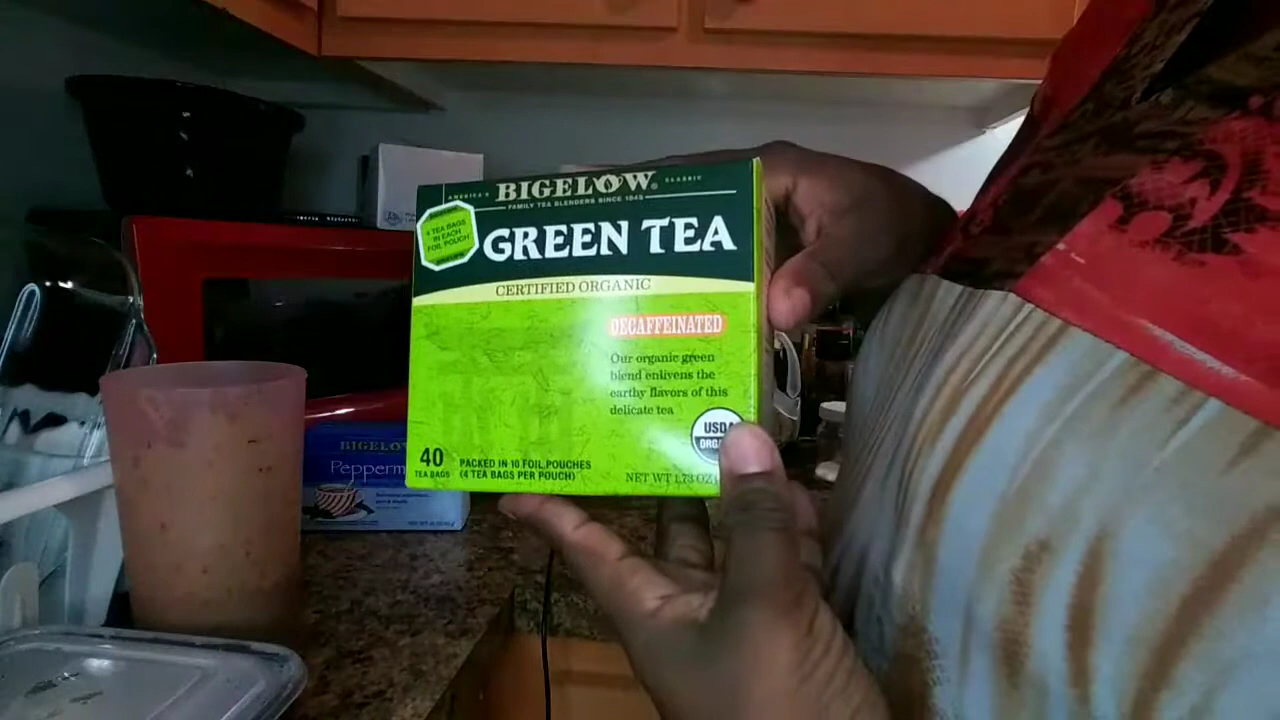 AMERICA'S BIGELOW® CLASSIC
FAMILY TEA BLENDERS SINCE 1945
4 TEA BAGS
IN EACH
FOIL POUCH
GREEN TEA
CERTIFIED ORGANIC
DECAFFEINATED
Our organic green
blend enlivens the
earthy flavors of this
delicate tea
USDA
40
TEA BAGS
PACKED IN 10 FOIL POUCHES
(4 TEA BAGS PER POUCH)
NET WT 1.73 OZ